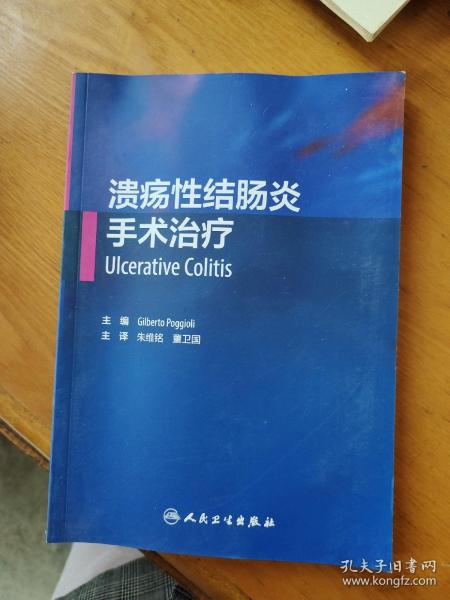 溃疡性结肠炎
手术治疗
Ulcerative Colitis
主 编 Gilberto Poggioli
主 译 朱维铭 董卫国
人民卫生出版社
孔夫子旧书网
www.kongfz.com